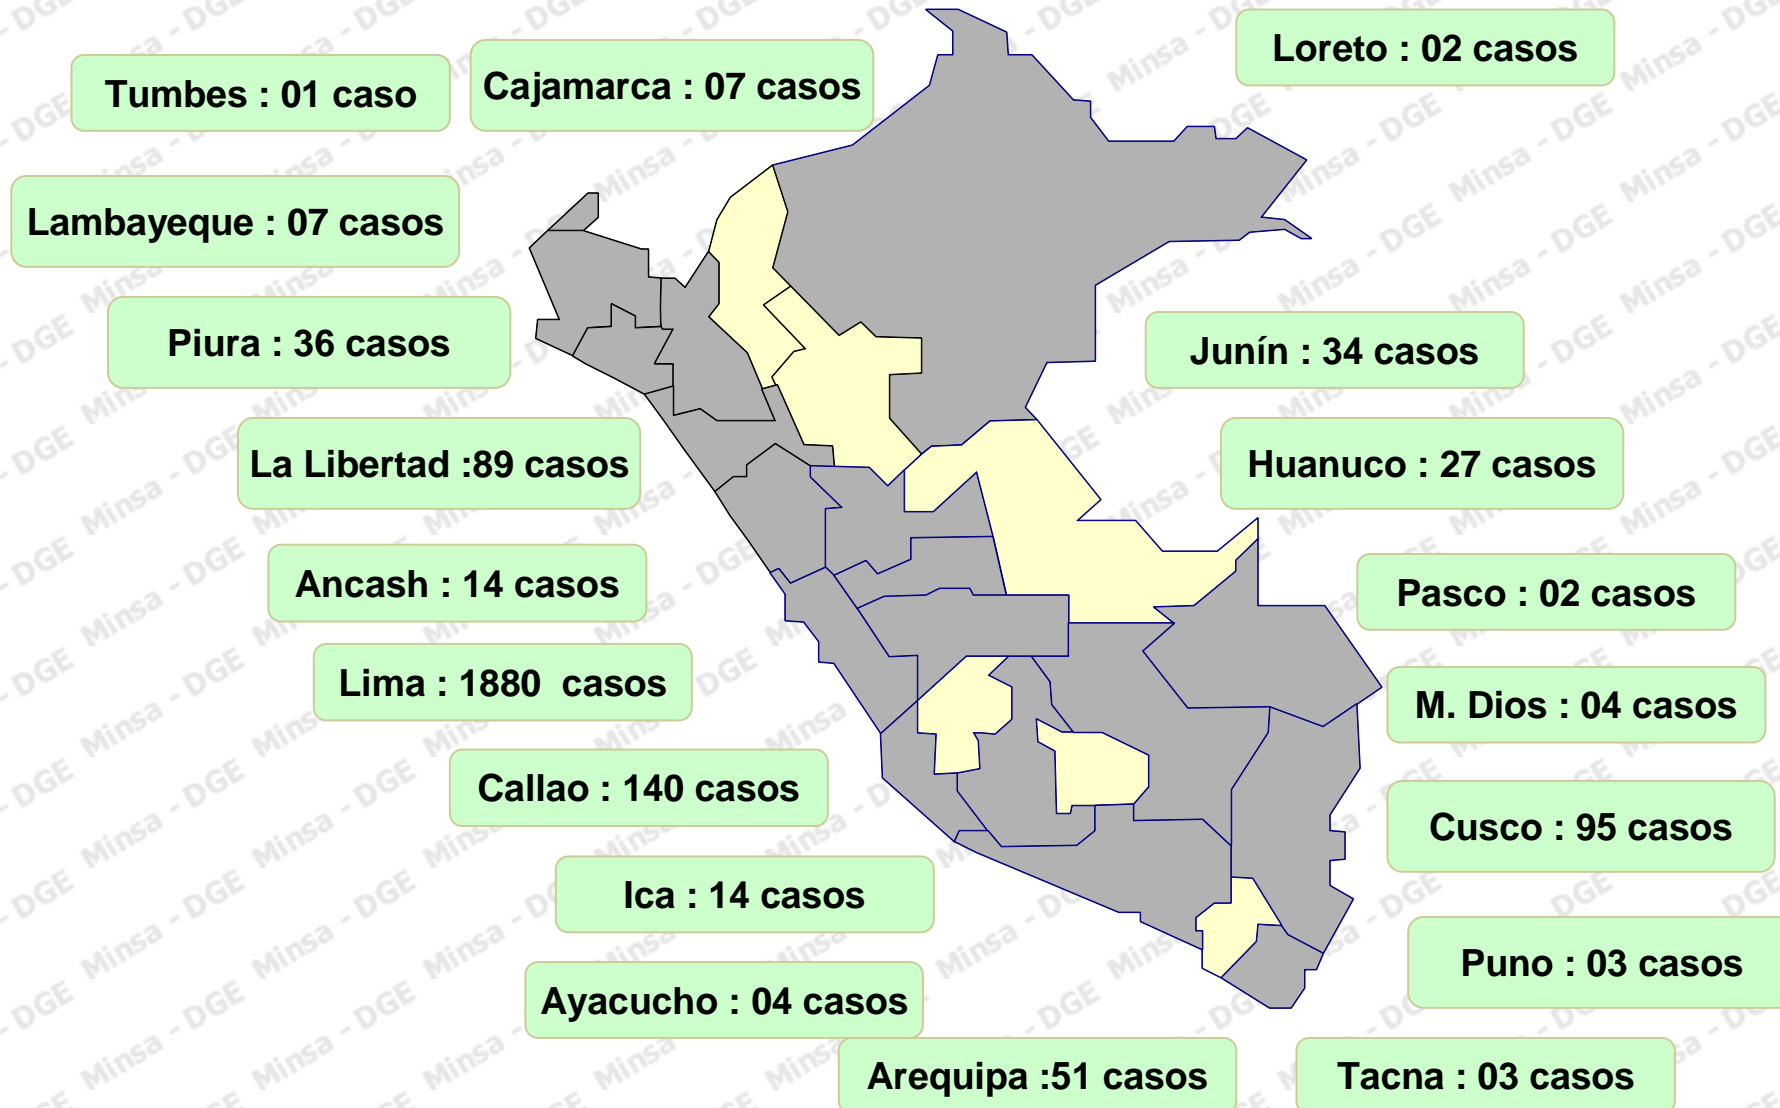 Loreto : 02 casos
Tumbes : 01 caso
Cajamarca : 07 casos
Lambayeque : 07 casos
Piura : 36 casos
Junín : 34 casos
La Libertad :89 casos
Huanuco : 27 casos
Ancash : 14 casos
Pasco : 02 casos
Lima : 1880 casos
M. Dios : 04 casos
Callao : 140 casos
Cusco : 95 casos
Ica : 14 casos
Puno : 03 casos
Ayacucho : 04 casos
Arequipa :51 casos
Tacna : 03 casos
Minsa - DGE